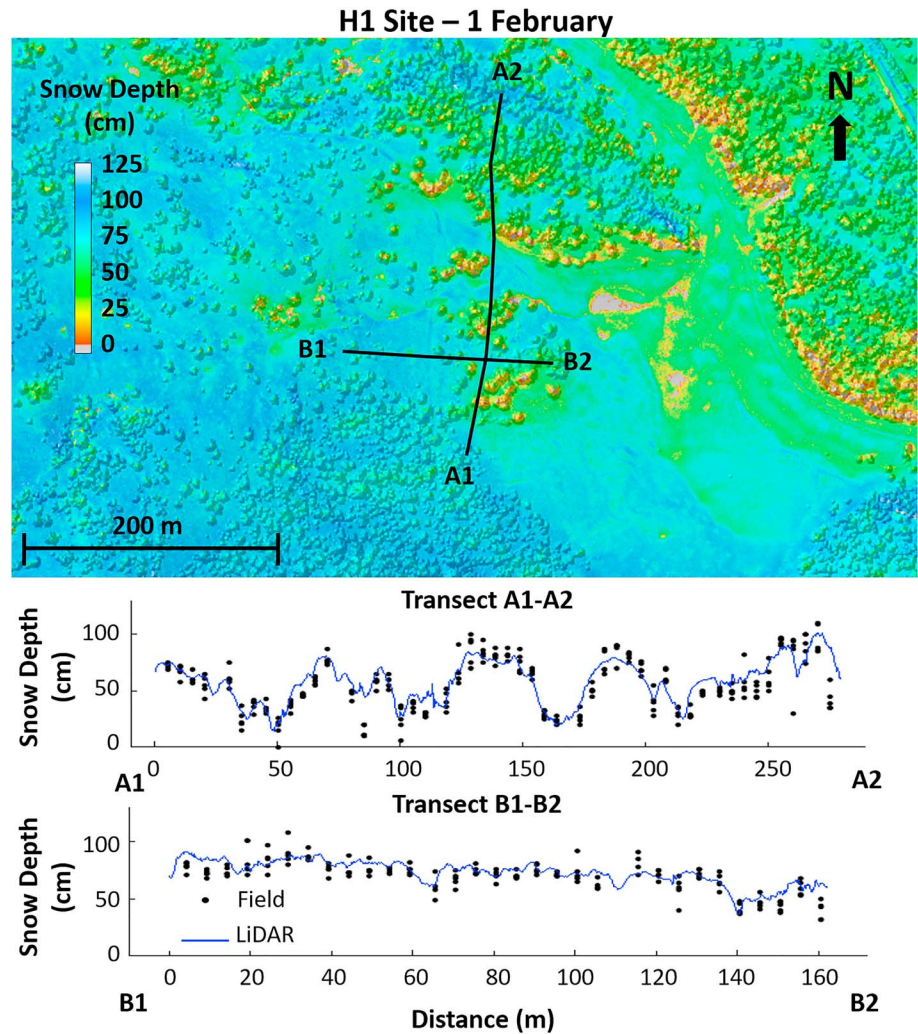 H1 Site – 1 February
A2
N
Snow Depth
(cm)
125
100
75
50
25
0
B1
B2
A1
200 m
Transect A1-A2
Snow Depth
(cm)
100
50
0
0
50
100
150
200
250
A1
A2
Transect B1-B2
Snow Depth
(cm)
100
50
0
Field
LiDAR
0
20
40
60
80
100
120
140
160
B1
B2
Distance (m)